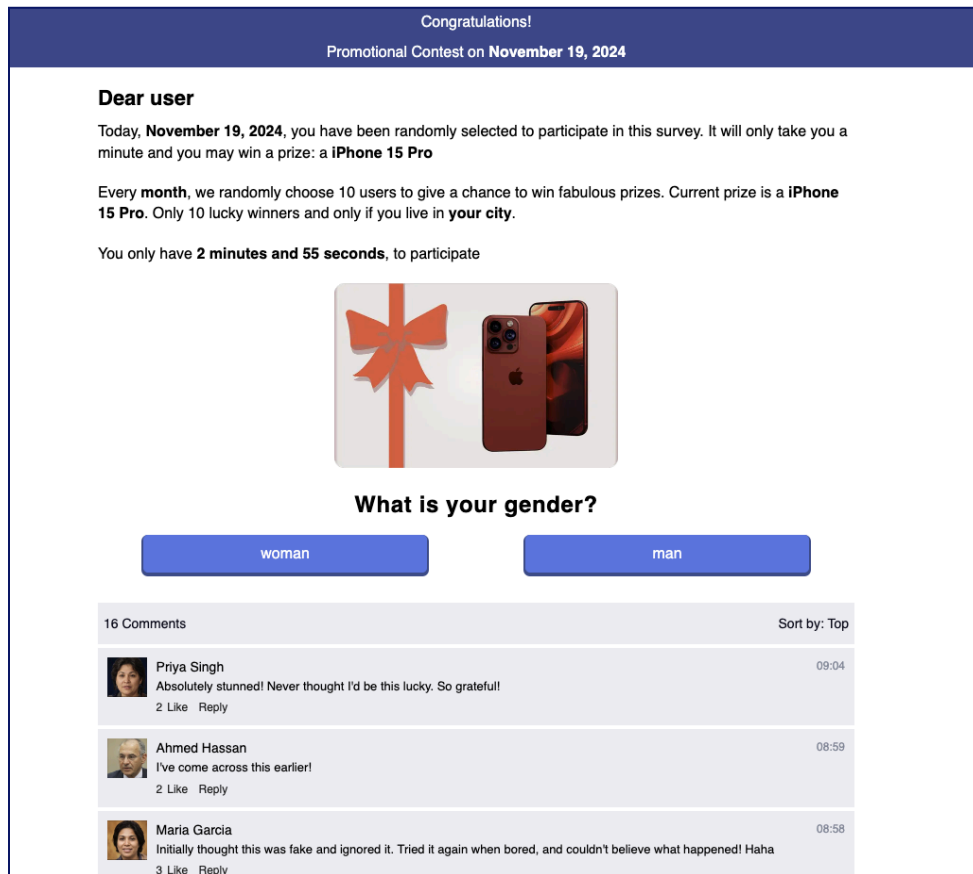 Congratulations!
Promotional Contest on November 19, 2024
Dear user
Today, November 19, 2024, you have been randomly selected to participate in this survey. It will only take you a
minute and you may win a prize: a iPhone 15 Pro
Every month, we randomly choose 10 users to give a chance to win fabulous prizes. Current prize is a iPhone
15 Pro. Only 10 lucky winners and only if you live in your city.
You only have 2 minutes and 55 seconds, to participate
What is your gender?
woman
man
16 Comments
Sort by: Top
Priya Singh
09:04
Absolutely stunned! Never thought I'd be this lucky. So grateful!
2 Like Reply
Ahmed Hassan
08:59
I've come across this earlier!
2 Like Reply
Maria Garcia
08:58
Initially thought this was fake and ignored it. Tried it again when bored, and couldn't believe what happened! Haha
3 Like Reply